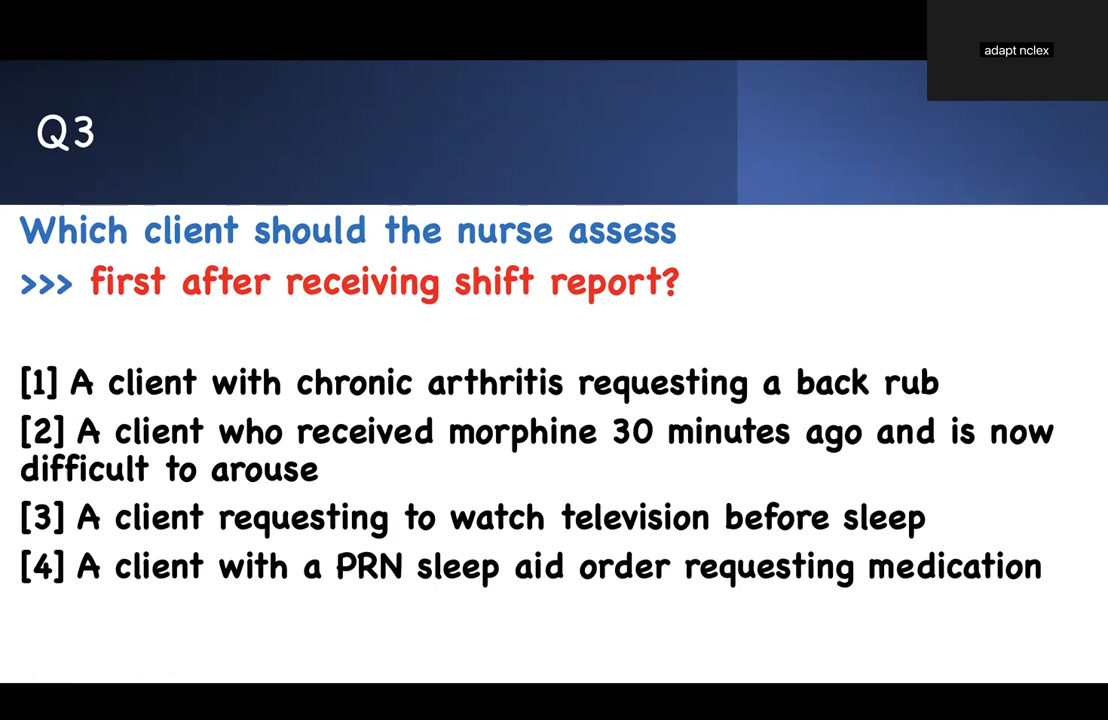 adapt nclex
Q3
Which client should the nurse assess
>>> first after receiving shift report?
[1] A client with chronic arthritis requesting a back rub
[2] A client who received morphine 30 minutes ago and is now
difficult to arouse
[3] A client requesting to watch television before sleep
[4] A client with a PRN sleep aid order requesting medication